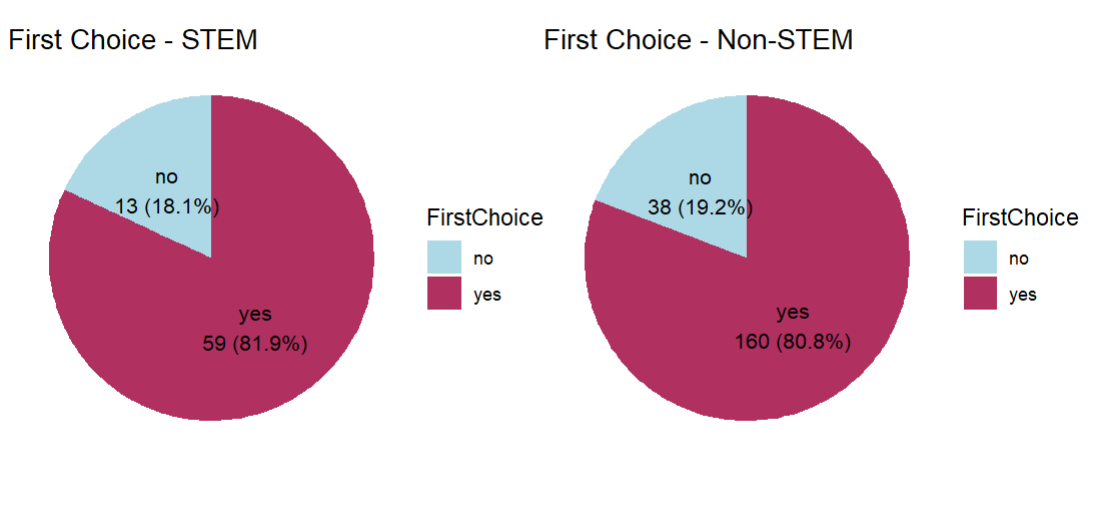 First Choice - STEM
no
13 (18.1%)
yes
59 (81.9%)
FirstChoice
no
yes
First Choice - Non-STEM
no
38 (19.2%)
yes
160 (80.8%)
FirstChoice
no
yes